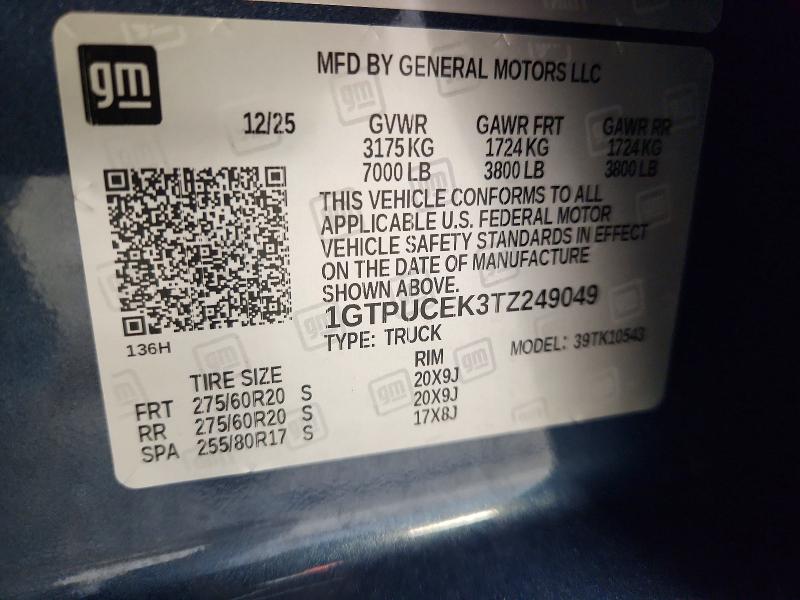 gm
MFD BY GENERAL MOTORS LLC
12/25 GVWR GAWR FRT GAWR RR
3175 KG 1724 KG 1724 KG
7000 LB 3800 LB 3800 LB
THIS VEHICLE CONFORMS TO ALL
APPLICABLE U.S. FEDERAL MOTOR
VEHICLE SAFETY STANDARDS IN EFFECT
ON THE DATE OF MANUFACTURE
SHOWN ABOVE.
1GTPUCEK3TZ249049
136H TYPE: TRUCK MODEL: 39TK10543
TIRE SIZE RIM
FRT 275/60R20 S 20X9J
RR 275/60R20 S 20X9J
SPA 255/80R17 S 17X8J